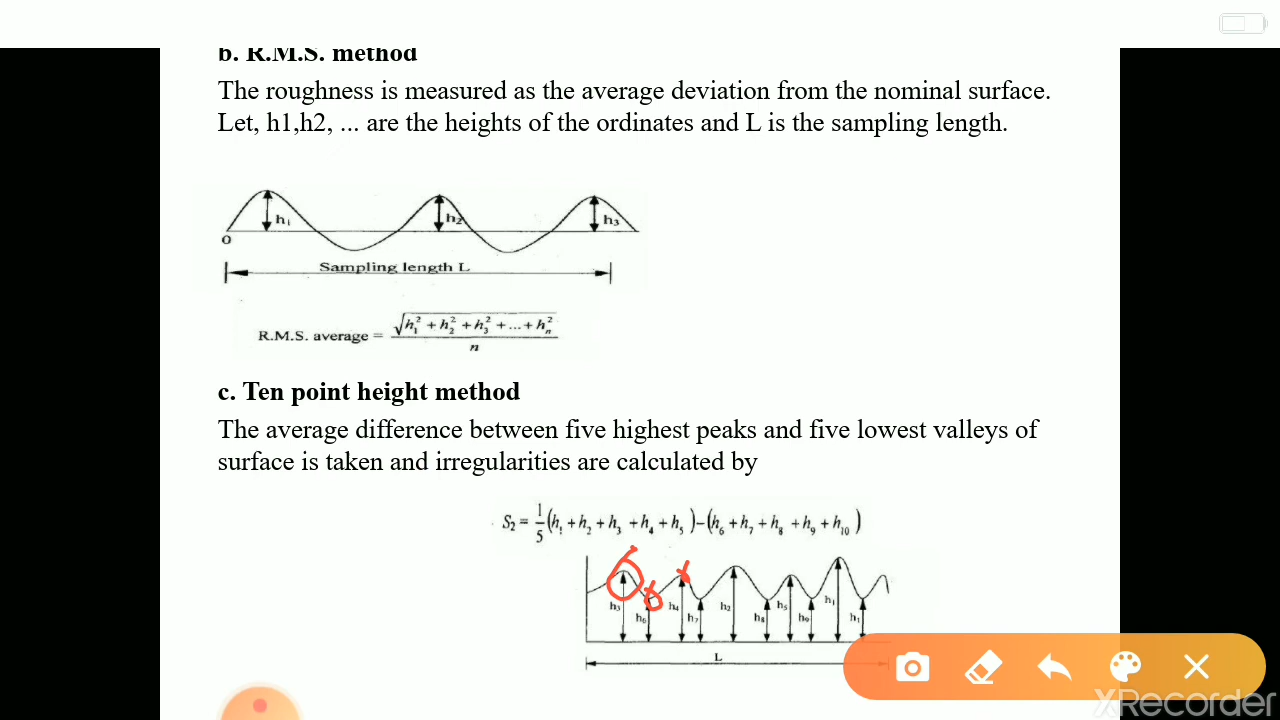 b. R.M.S. method
The roughness is measured as the average deviation from the nominal surface.
Let, h1,h2, ... are the heights of the ordinates and L is the sampling length.
h₁ h₂ h₃
O
Sampling length L
R.M.S. average = √h₁² + h₂² + h₃² + ... + hₙ² / n
c. Ten point height method
The average difference between five highest peaks and five lowest valleys of
surface is taken and irregularities are calculated by
S₂ = 1/5 (h₁ + h₂ + h₃ + h₄ + h₅) − (h₆ + h₇ + h₈ + h₉ + h₁₀)
h₃ h₆ h₄ h₇ h₂ h₈ h₅ h₉ h₁ h₁
L
XRecorder